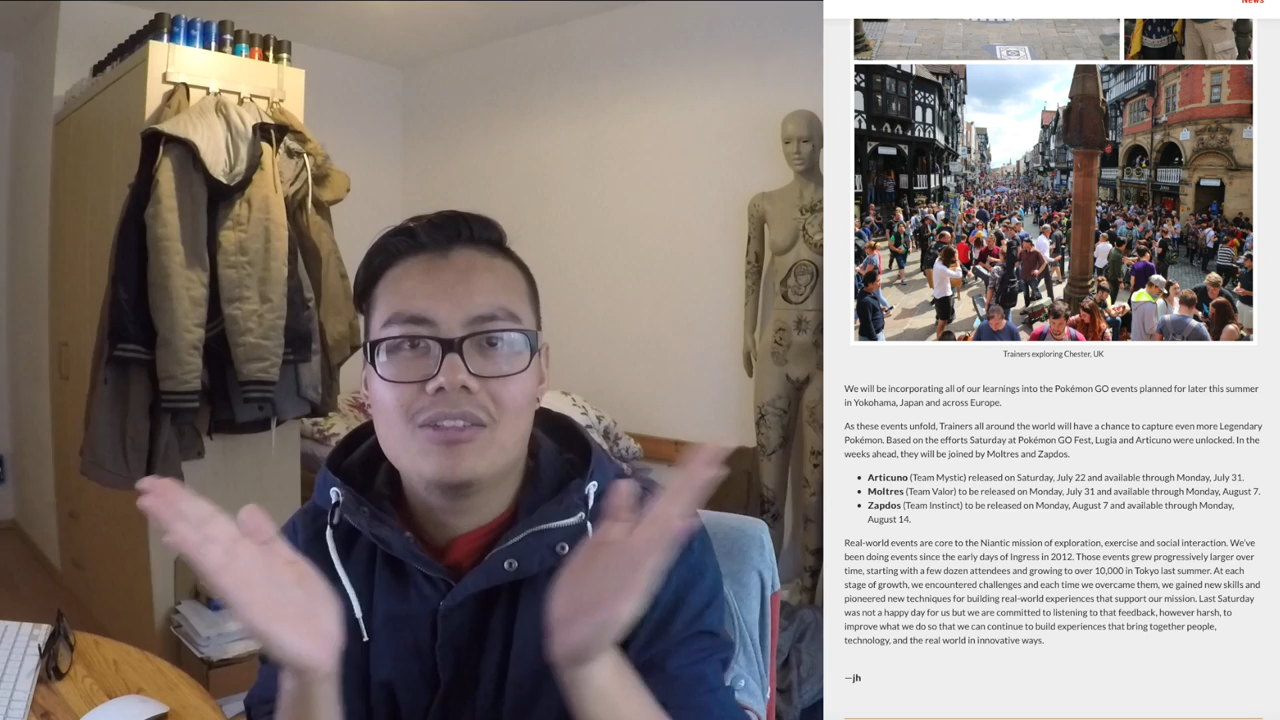 News
Trainers exploring Chester, UK
We will be incorporating all of our learnings into the Pokémon GO events planned for later this summer
in Yokohama, Japan and across Europe.
As these events unfold, Trainers all around the world will have a chance to capture even more Legendary
Pokémon. Based on the efforts Saturday at Pokémon GO Fest, Lugia and Articuno were unlocked. In the
weeks ahead, they will be joined by Moltres and Zapdos.
• Articuno (Team Mystic) released on Saturday, July 22 and available through Monday, July 31.
• Moltres (Team Valor) to be released on Monday, July 31 and available through Monday, August 7.
• Zapdos (Team Instinct) to be released on Monday, August 7 and available through Monday,
August 14.
Real-world events are core to the Niantic mission of exploration, exercise and social interaction. We've
been doing events since the early days of Ingress in 2012. Those events grew progressively larger over
time, starting with a few dozen attendees and growing to over 10,000 in Tokyo last summer. At each
stage of growth, we encountered challenges and each time we overcame them, we gained new skills and
pioneered new techniques for building real-world experiences that support our mission. Last Saturday
was not a happy day for us but we are committed to listening to that feedback, however harsh, to
improve what we do so that we can continue to build experiences that bring together people,
technology, and the real world in innovative ways.
—jh